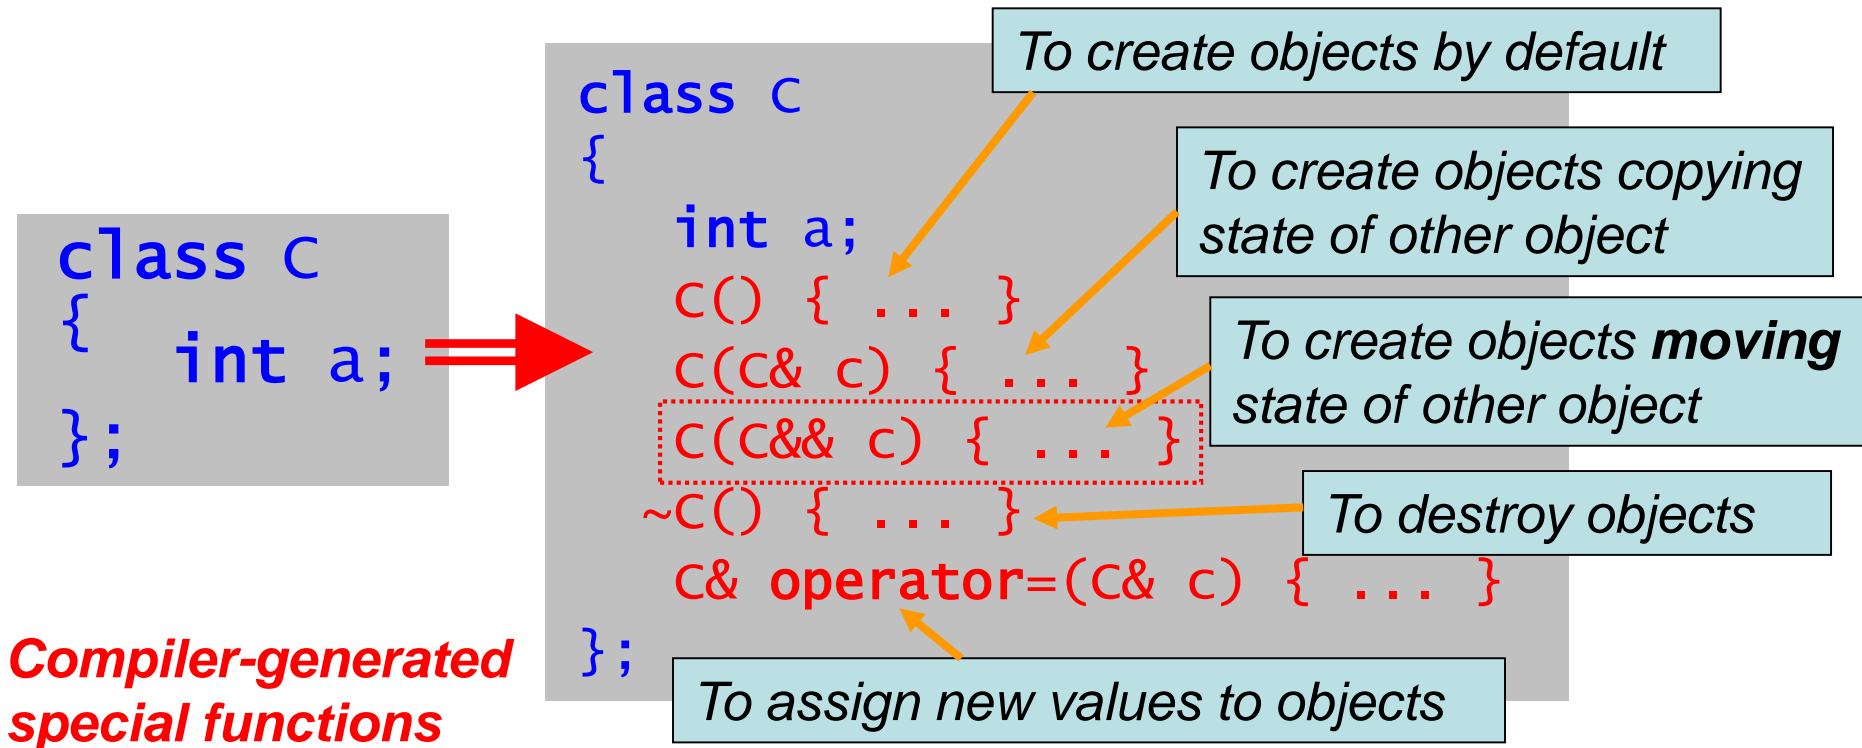 class C
{
int a;
};
Compiler-generated
special functions
class C
{
int a;
C() { ... }
C(C& c) { ... }
C(C&& c) { ... }
~C() { ... }
C& operator=(C& c) { ... }
};
To create objects by default
To create objects copying
state of other object
To create objects moving
state of other object
To destroy objects
To assign new values to objects